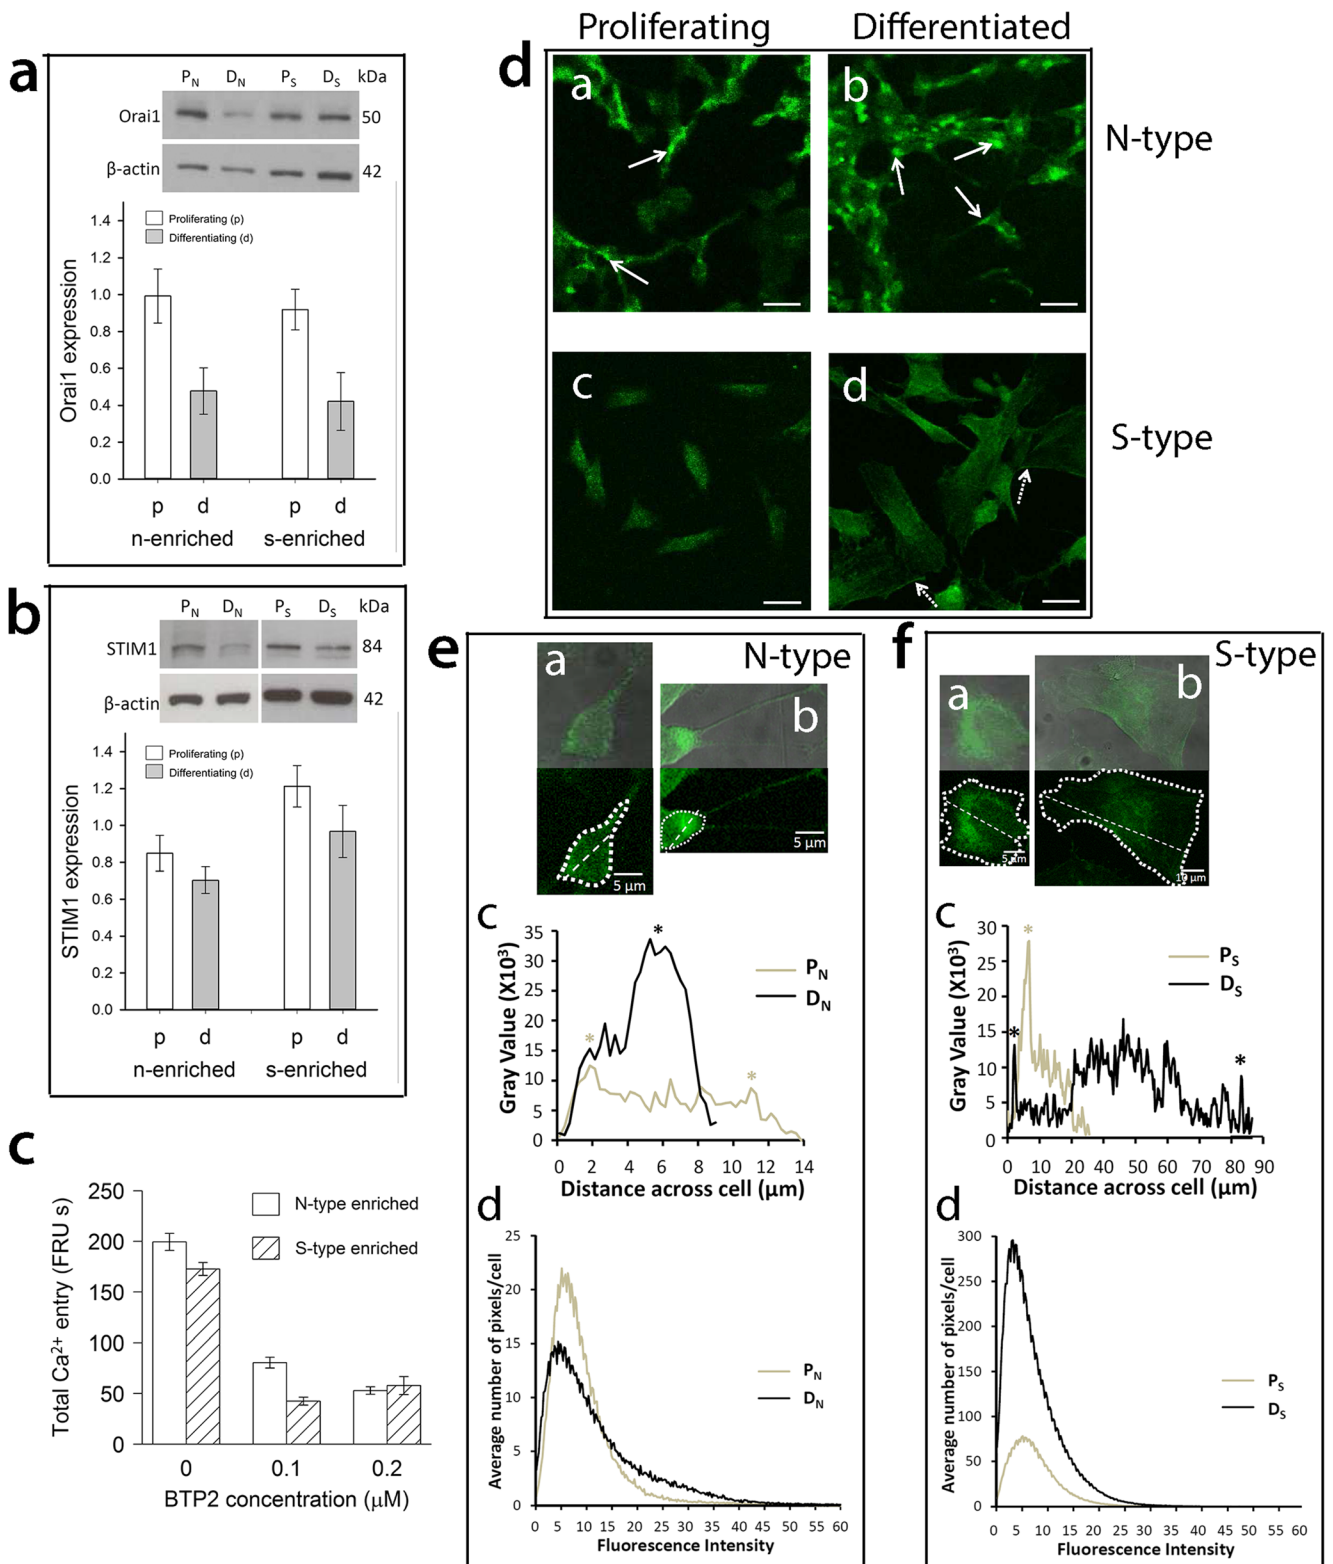 a
P_N D_N P_S D_S kDa
Orai1 50
β-actin 42
Orai1 expression
1.4
1.2
1.0
0.8
0.6
0.4
0.2
0.0
Proliferating (p)
Differentiating (d)
p d p d
n-enriched s-enriched
b
P_N D_N P_S D_S kDa
STIM1 84
β-actin 42
STIM1 expression
1.4
1.2
1.0
0.8
0.6
0.4
0.2
0.0
Proliferating (p)
Differentiating (d)
p d p d
n-enriched s-enriched
c
Total Ca²⁺ entry (FRU s)
250
200
150
100
50
0
N-type enriched
S-type enriched
0 0.1 0.2
BTP2 concentration (μM)
Proliferating Differentiated
d
a b
N-type
c d
S-type
e
N-type
a
b
5 μm
5 μm
c
Gray Value (X10³)
35
30
25
20
15
10
5
0
*
*
*
P_N
D_N
0 2 4 6 8 10 12 14
Distance across cell (μm)
d
Average number of pixels/cell
25
20
15
10
5
0
P_N
D_N
0 5 10 15 20 25 30 35 40 45 50 55 60
Fluorescence Intensity
f
S-type
a
b
5 μm
10 μm
c
Gray Value (X10³)
30
25
20
15
10
5
0
*
*
*
P_S
D_S
0 10 20 30 40 50 60 70 80 90
Distance across cell (μm)
d
Average number of pixels/cell
300
250
200
150
100
50
0
P_S
D_S
0 5 10 15 20 25 30 35 40 45 50 55 60
Fluorescence Intensity